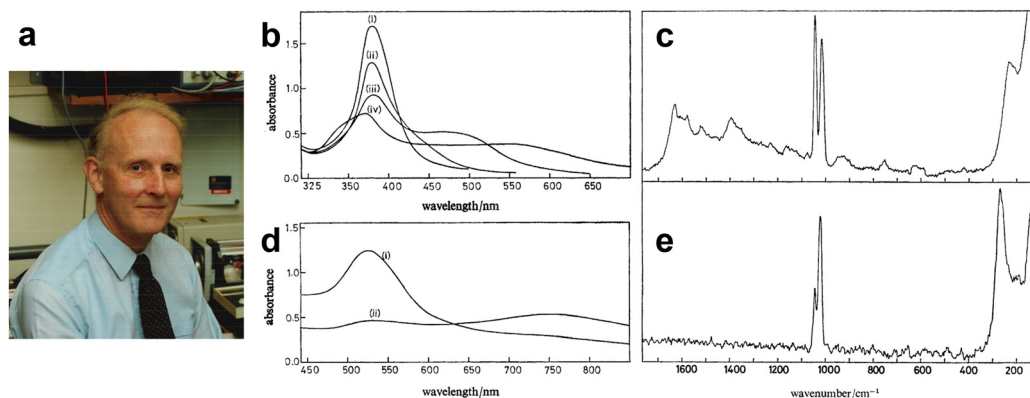 a
b
1.5
1.0
0.5
0.0
absorbance
(i)
(ii)
(iii)
(iv)
325
350
400
450
500
550
600
650
wavelength/nm
c
d
1.5
1.0
0.5
0.0
absorbance
(i)
(ii)
450
500
550
600
650
700
750
800
wavelength/nm
e
1600
1400
1200
1000
800
600
400
200
wavenumber/cm⁻¹